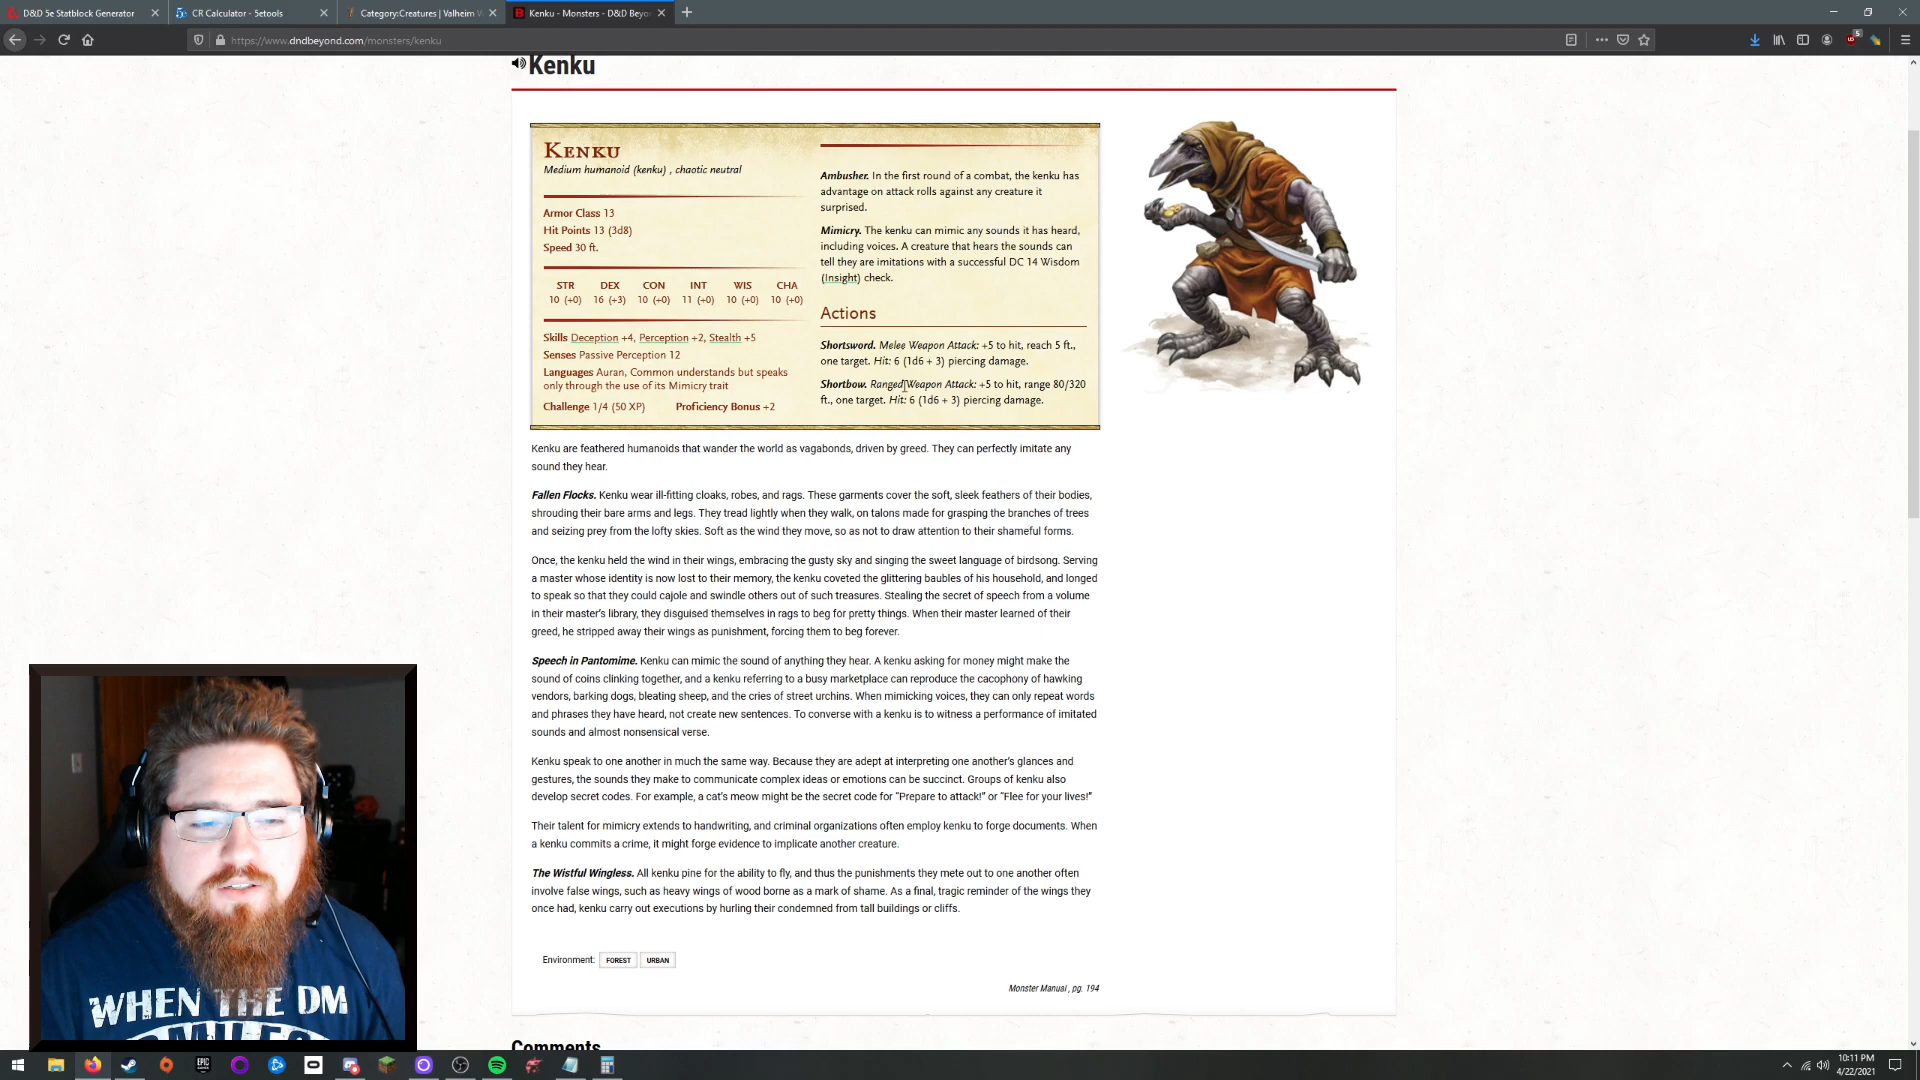 D&D 5e Statblock Generator
CR Calculator - 5etools
Category:Creatures | Valheim W
Kenku - Monsters - D&D Beyo
https://www.dndbeyond.com/monsters/kenku
5
Kenku
KENKU
Medium humanoid (kenku) , chaotic neutral
Armor Class 13
Hit Points 13 (3d8)
Speed 30 ft.
STR DEX CON INT WIS CHA
10 (+0) 16 (+3) 10 (+0) 11 (+0) 10 (+0) 10 (+0)
Skills Deception +4, Perception +2, Stealth +5
Senses Passive Perception 12
Languages Auran, Common understands but speaks
only through the use of its Mimicry trait
Challenge 1/4 (50 XP) Proficiency Bonus +2
Ambusher. In the first round of a combat, the kenku has
advantage on attack rolls against any creature it
surprised.
Mimicry. The kenku can mimic any sounds it has heard,
including voices. A creature that hears the sounds can
tell they are imitations with a successful DC 14 Wisdom
(Insight) check.
Actions
Shortsword. Melee Weapon Attack: +5 to hit, reach 5 ft.,
one target. Hit: 6 (1d6 + 3) piercing damage.
Shortbow. Ranged Weapon Attack: +5 to hit, range 80/320
ft., one target. Hit: 6 (1d6 + 3) piercing damage.
Kenku are feathered humanoids that wander the world as vagabonds, driven by greed. They can perfectly imitate any
sound they hear.
Fallen Flocks. Kenku wear ill-fitting cloaks, robes, and rags. These garments cover the soft, sleek feathers of their bodies,
shrouding their bare arms and legs. They tread lightly when they walk, on talons made for grasping the branches of trees
and seizing prey from the lofty skies. Soft as the wind they move, so as not to draw attention to their shameful forms.
Once, the kenku held the wind in their wings, embracing the gusty sky and singing the sweet language of birdsong. Serving
a master whose identity is now lost to their memory, the kenku coveted the glittering baubles of his household, and longed
to speak so that they could cajole and swindle others out of such treasures. Stealing the secret of speech from a volume
in their master's library, they disguised themselves in rags to beg for pretty things. When their master learned of their
greed, he stripped away their wings as punishment, forcing them to beg forever.
Speech in Pantomime. Kenku can mimic the sound of anything they hear. A kenku asking for money might make the
sound of coins clinking together, and a kenku referring to a busy marketplace can reproduce the cacophony of hawking
vendors, barking dogs, bleating sheep, and the cries of street urchins. When mimicking voices, they can only repeat words
and phrases they have heard, not create new sentences. To converse with a kenku is to witness a performance of imitated
sounds and almost nonsensical verse.
Kenku speak to one another in much the same way. Because they are adept at interpreting one another's glances and
gestures, the sounds they make to communicate complex ideas or emotions can be succinct. Groups of kenku also
develop secret codes. For example, a cat's meow might be the secret code for “Prepare to attack!” or “Flee for your lives!”
Their talent for mimicry extends to handwriting, and criminal organizations often employ kenku to forge documents. When
a kenku commits a crime, it might forge evidence to implicate another creature.
The Wistful Wingless. All kenku pine for the ability to fly, and thus the punishments they mete out to one another often
involve false wings, such as heavy wings of wood borne as a mark of shame. As a final, tragic reminder of the wings they
once had, kenku carry out executions by hurling their condemned from tall buildings or cliffs.
Environment: FOREST URBAN
Monster Manual , pg. 194
Comments
WHEN THE DM
EPIC
10:11 PM
4/22/2021